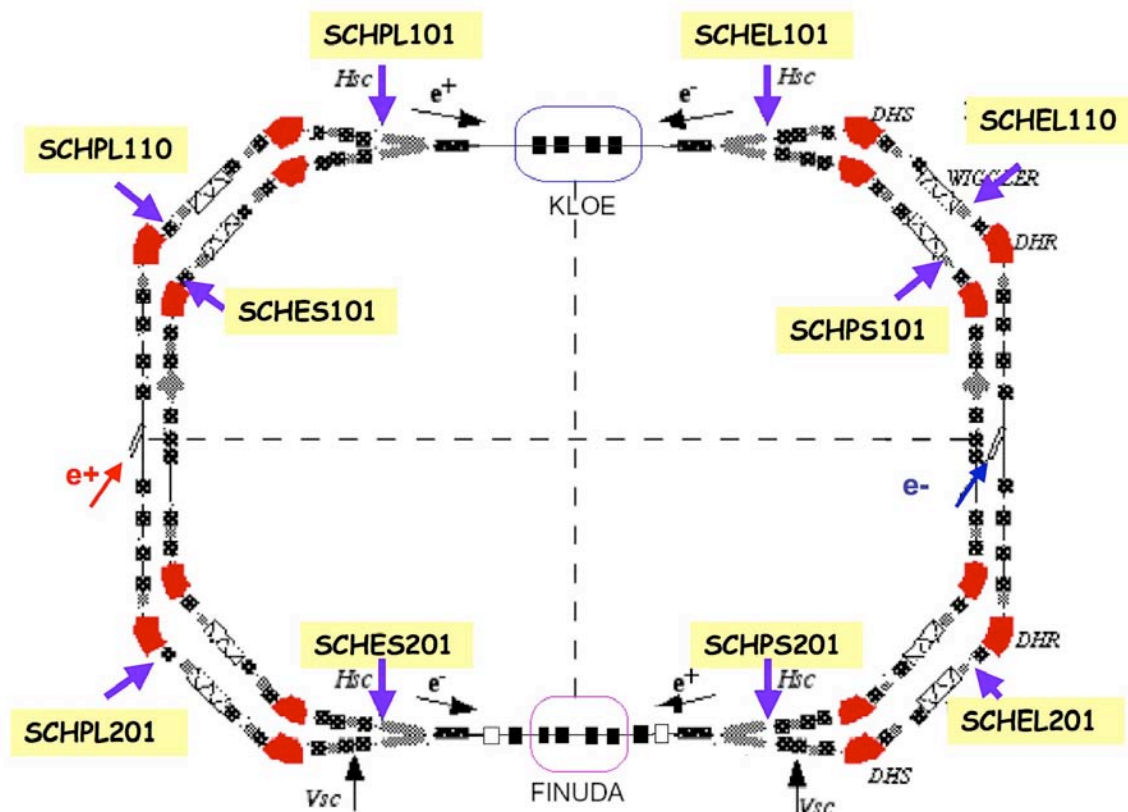 SCHPL101
SCHEL101
Hsc
e+
e-
Hsc
DHS
SCHEL110
SCHPL110
WIGGLER
KLOE
DHR
SCHES101
SCHPS101
e+
e-
SCHES201
SCHPS201
DHR
Hsc
e-
e+
Hsc
SCHPL201
SCHEL201
DHS
FINUDA
Vsc
Vsc